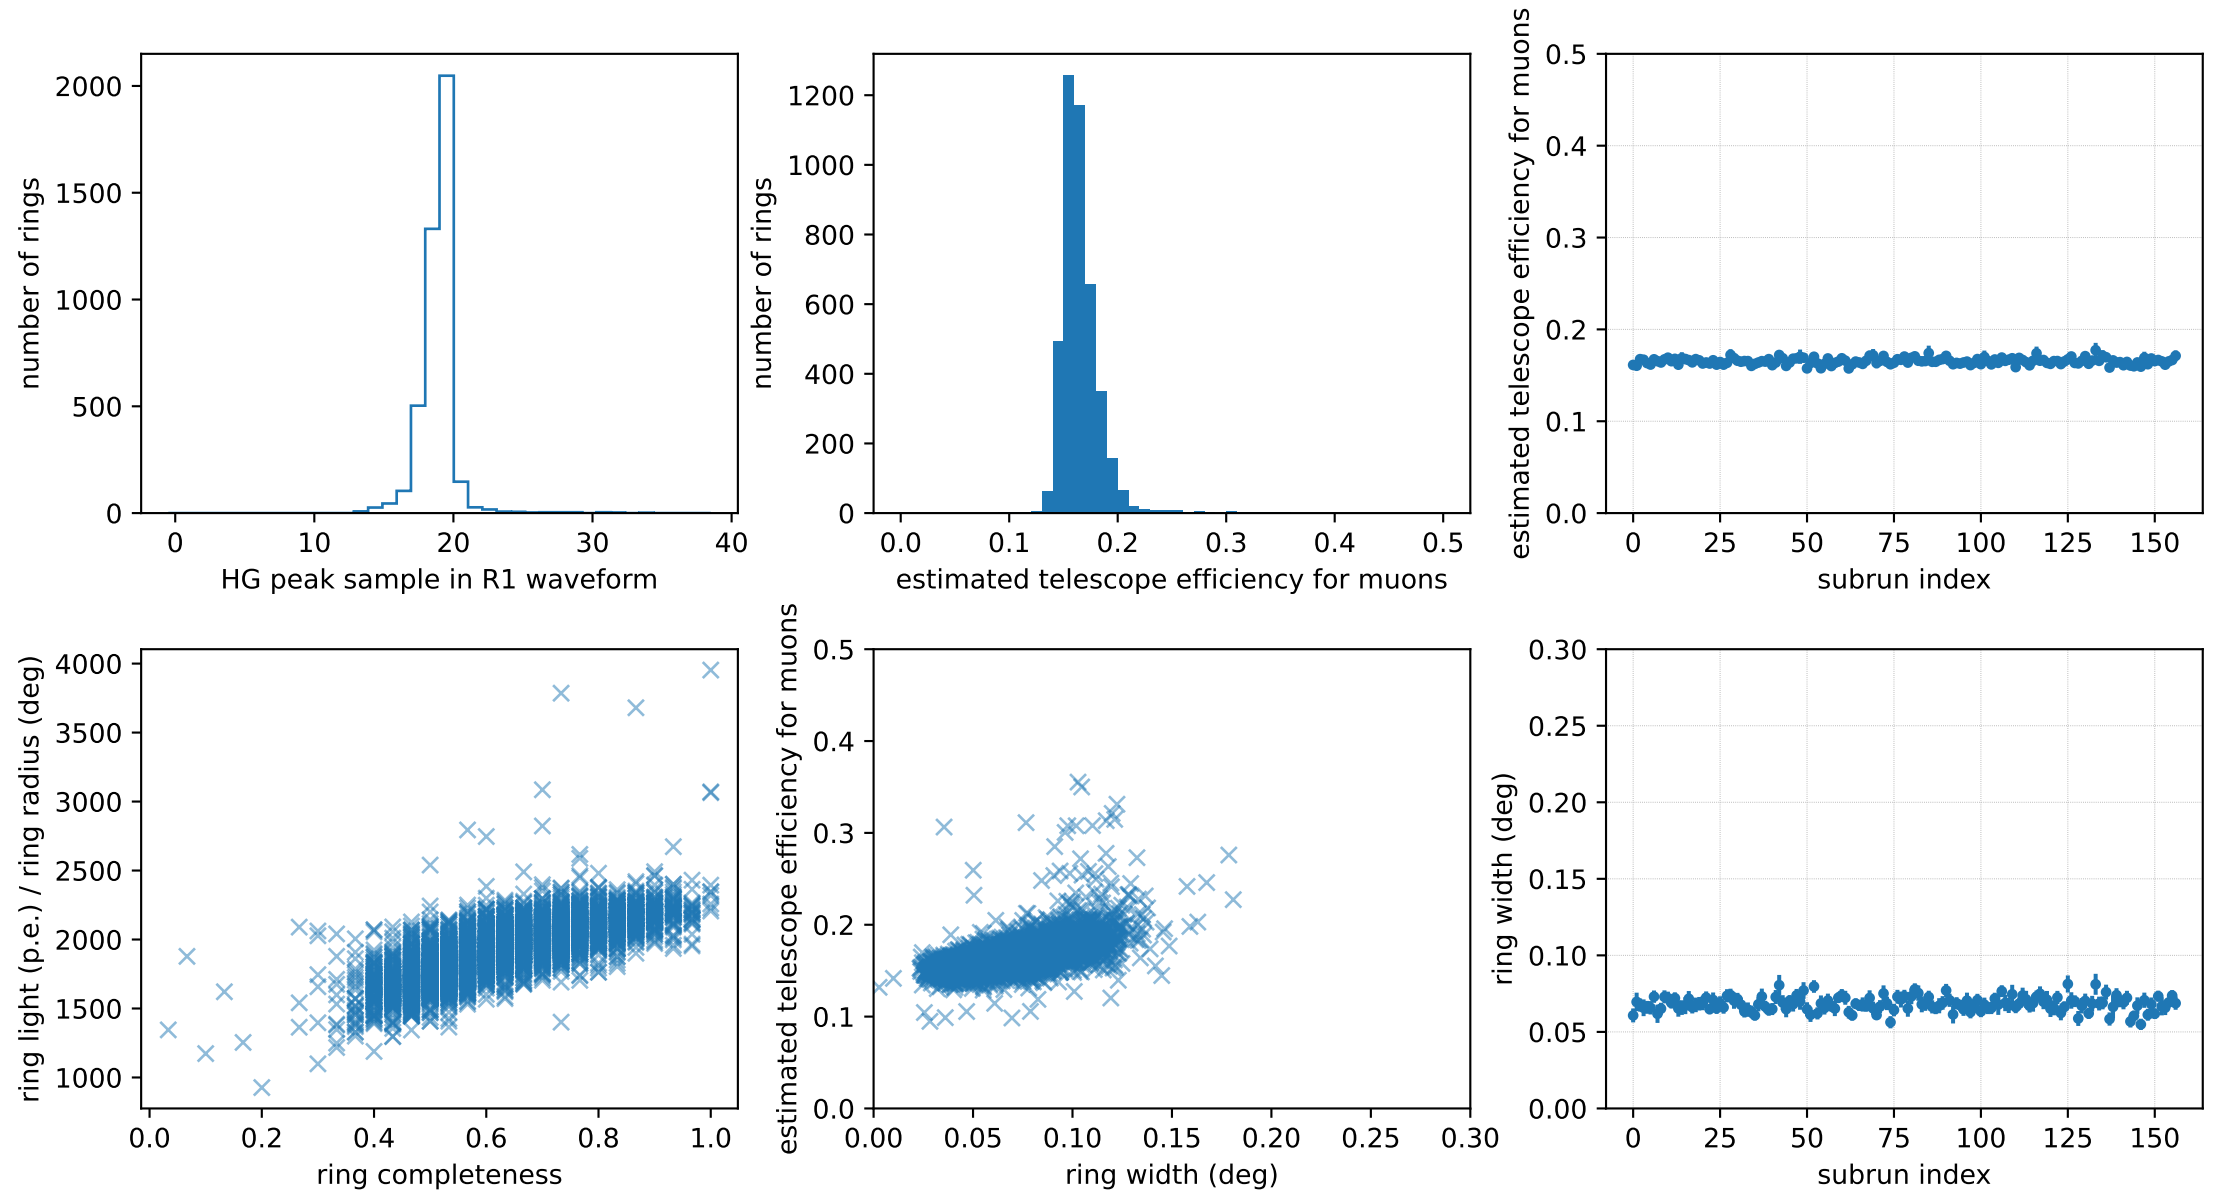 number of rings
2000
1500
1000
500
0
0 10 20 30 40
HG peak sample in R1 waveform
number of rings
1200
1000
800
600
400
200
0
0.0 0.1 0.2 0.3 0.4 0.5
estimated telescope efficiency for muons
estimated telescope efficiency for muons
0.5
0.4
0.3
0.2
0.1
0.0
0 25 50 75 100 125 150
subrun index
ring light (p.e.) / ring radius (deg)
4000
3500
3000
2500
2000
1500
1000
0.0 0.2 0.4 0.6 0.8 1.0
ring completeness
estimated telescope efficiency for muons
0.5
0.4
0.3
0.2
0.1
0.0
0.00 0.05 0.10 0.15 0.20 0.25 0.30
ring width (deg)
ring width (deg)
0.30
0.25
0.20
0.15
0.10
0.05
0.00
0 25 50 75 100 125 150
subrun index